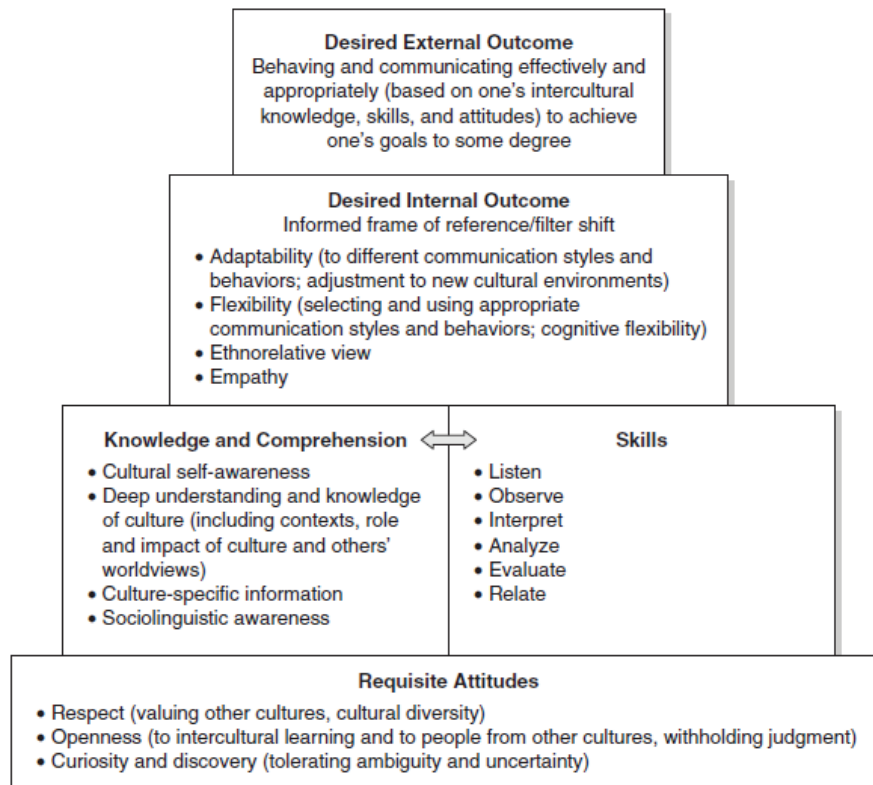 Desired External Outcome
Behaving and communicating effectively and
appropriately (based on one's intercultural
knowledge, skills, and attitudes) to achieve
one's goals to some degree
Desired Internal Outcome
Informed frame of reference/filter shift
• Adaptability (to different communication styles and
behaviors; adjustment to new cultural environments)
• Flexibility (selecting and using appropriate
communication styles and behaviors; cognitive flexibility)
• Ethnorelative view
• Empathy
Knowledge and Comprehension
• Cultural self-awareness
• Deep understanding and knowledge
of culture (including contexts, role
and impact of culture and others'
worldviews)
• Culture-specific information
• Sociolinguistic awareness
Skills
• Listen
• Observe
• Interpret
• Analyze
• Evaluate
• Relate
Requisite Attitudes
• Respect (valuing other cultures, cultural diversity)
• Openness (to intercultural learning and to people from other cultures, withholding judgment)
• Curiosity and discovery (tolerating ambiguity and uncertainty)